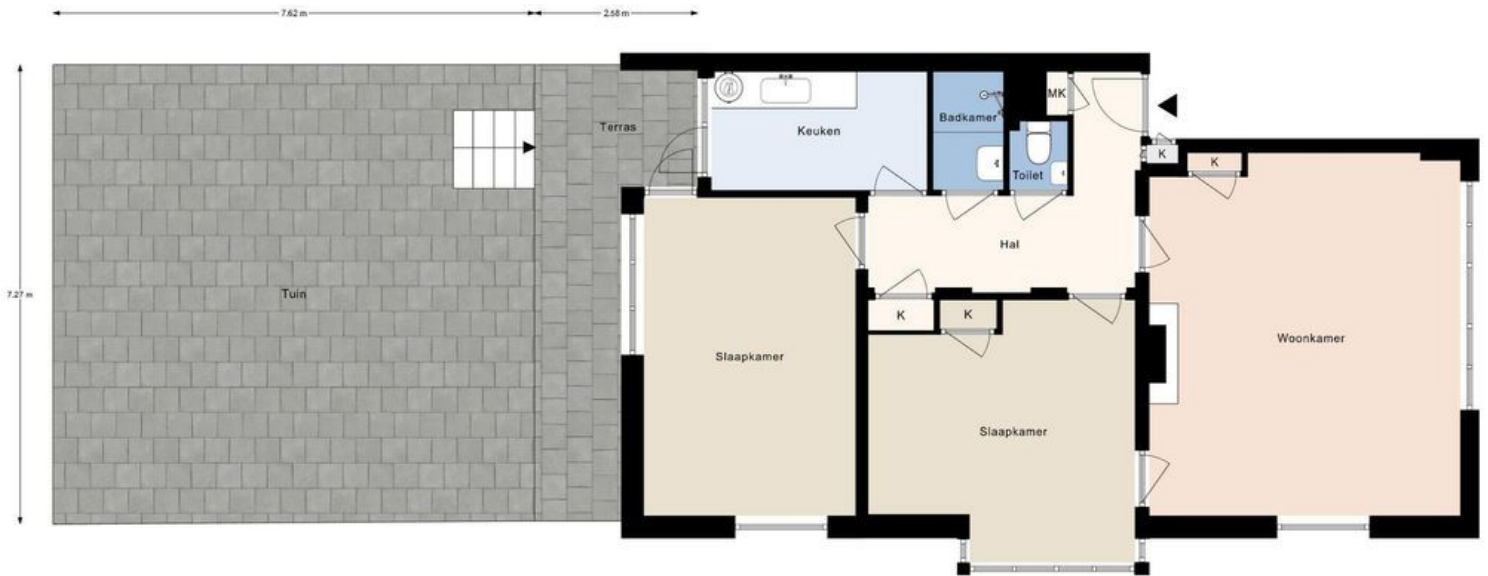 7.62 m
2.58 m
7.27 m
Tuin
Terras
Keuken
Badkamer
Toilet
MK
K
K
Hal
K
K
Slaapkamer
Slaapkamer
Woonkamer